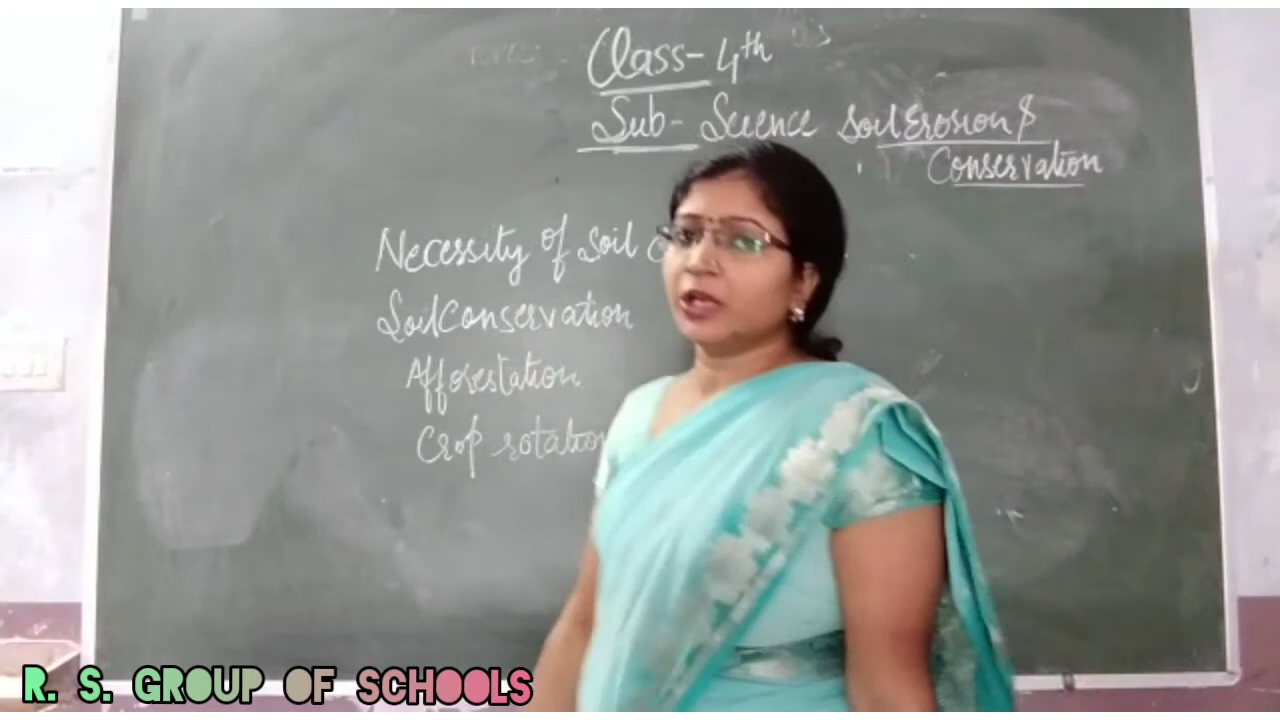 Class- 4th
Sub- Science Soil Erosion &
Conservation
Necessity of Soil
Soil Conservation
Afforestation
Crop rotation
R. S. GROUP OF SCHOOLS